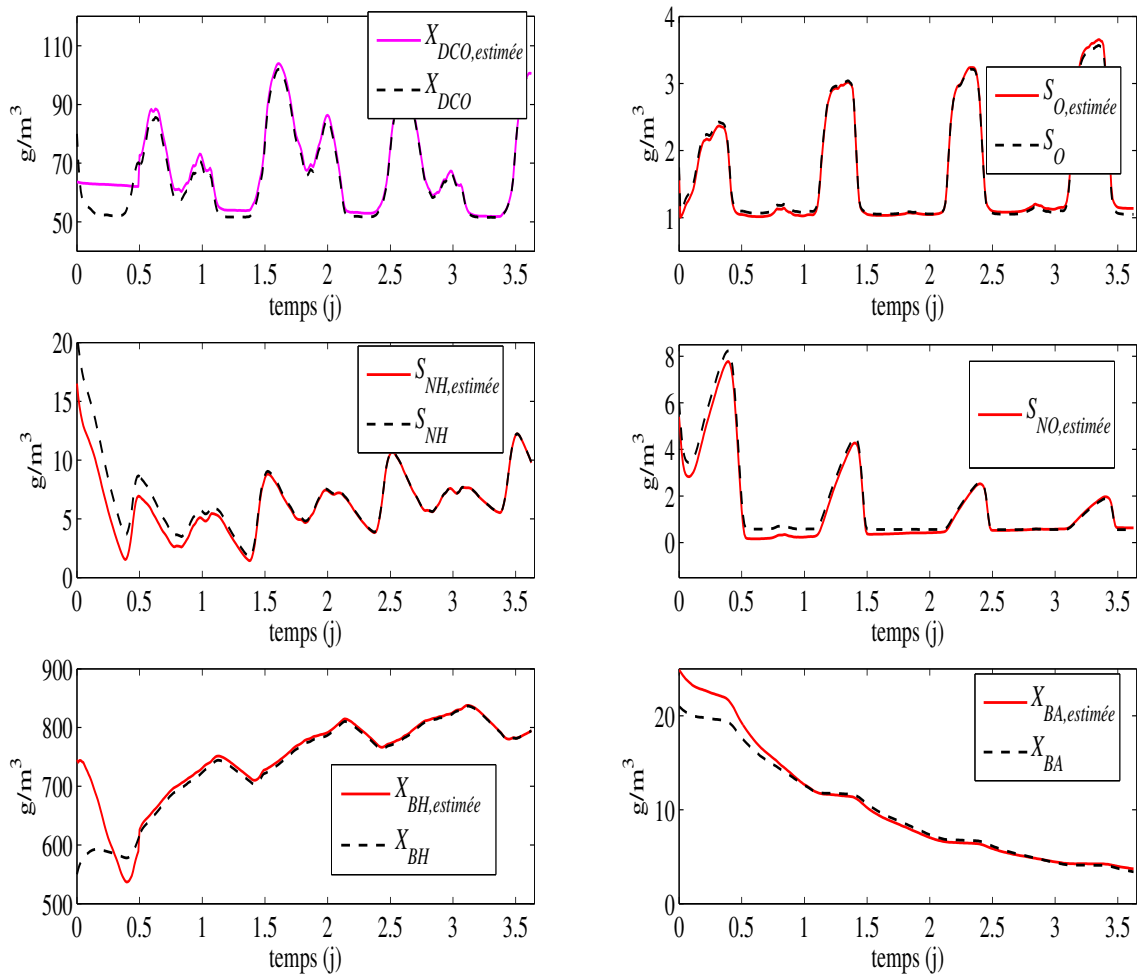 110
90
70
50
g/m³
0 0.5 1 1.5 2 2.5 3 3.5
temps (j)
X_DCO,estimée
X_DCO
4
3
2
1
g/m³
0 0.5 1 1.5 2 2.5 3 3.5
temps (j)
S_O,estimée
S_O
20
15
10
5
0
g/m³
0 0.5 1 1.5 2 2.5 3 3.5
temps (j)
S_NH,estimée
S_NH
8
6
4
2
0
g/m³
0 0.5 1 1.5 2 2.5 3 3.5
temps (j)
S_NO,estimée
900
800
700
600
500
g/m³
0 0.5 1 1.5 2 2.5 3 3.5
temps (j)
X_BH,estimée
X_BH
20
10
0
g/m³
0 0.5 1 1.5 2 2.5 3 3.5
temps (j)
X_BA,estimée
X_BA